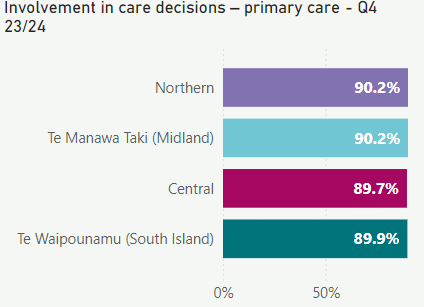 Involvement in care decisions – primary care - Q4
23/24
Northern 90.2%
Te Manawa Taki (Midland) 90.2%
Central 89.7%
Te Waipounamu (South Island) 89.9%
0% 50%